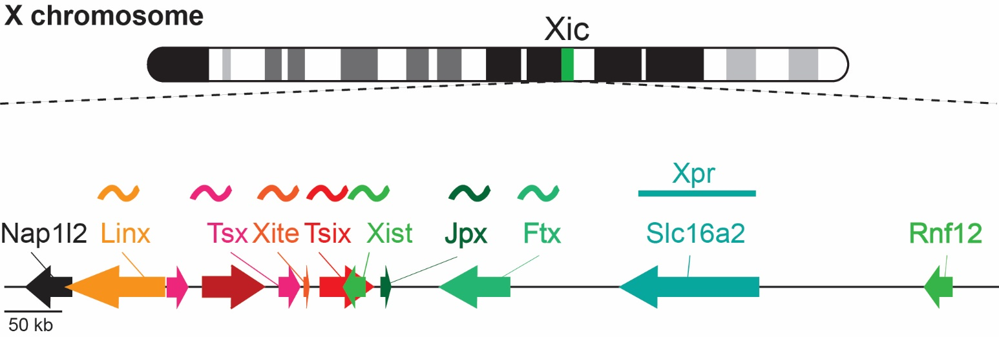 X chromosome
Xic
Xpr
Nap1l2 Linx Tsx Xite Tsix Xist Jpx Ftx Slc16a2 Rnf12
50 kb